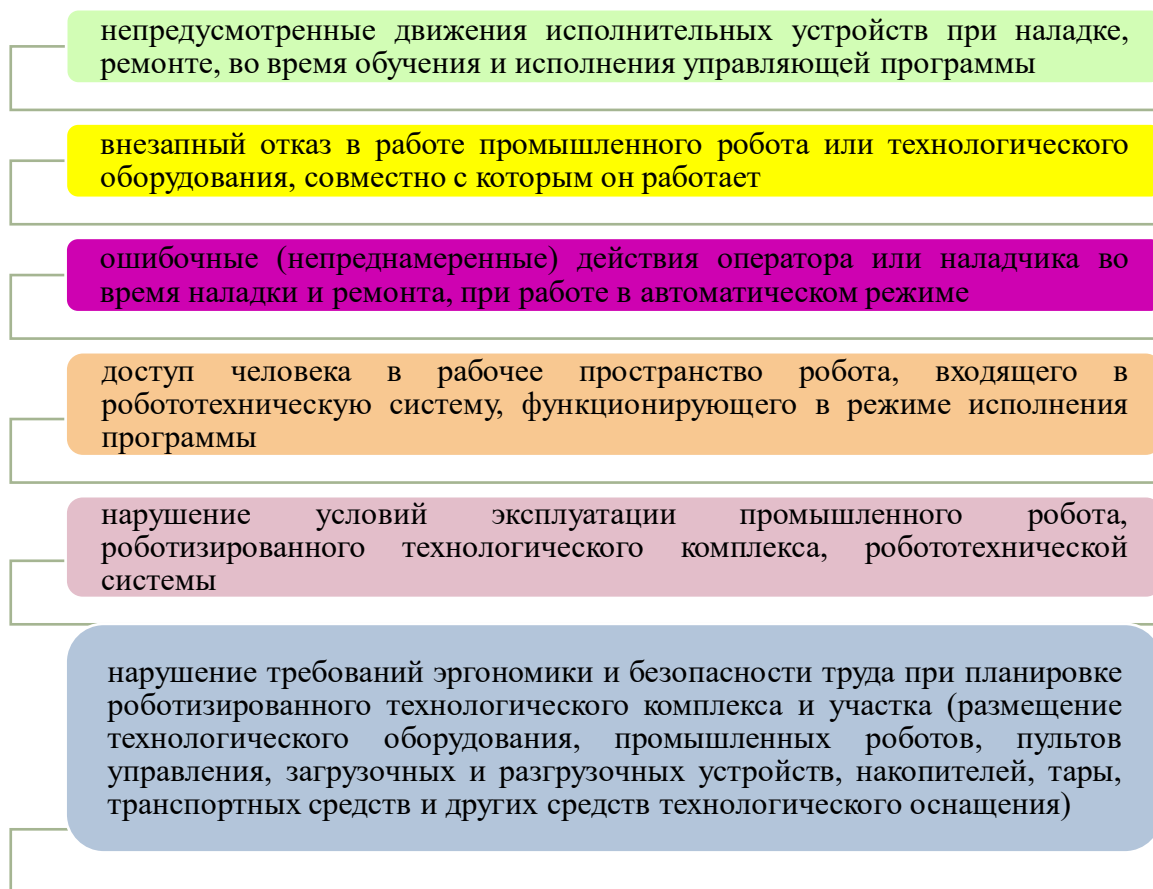 непредусмотренные движения исполнительных устройств при наладке,
ремонте, во время обучения и исполнения управляющей программы
внезапный отказ в работе промышленного робота или технологического
оборудования, совместно с которым он работает
ошибочные (непреднамеренные) действия оператора или наладчика во
время наладки и ремонта, при работе в автоматическом режиме
доступ человека в рабочее пространство робота, входящего в
робототехническую систему, функционирующего в режиме исполнения
программы
нарушение условий эксплуатации промышленного робота,
роботизированного технологического комплекса, робототехнической
системы
нарушение требований эргономики и безопасности труда при планировке
роботизированного технологического комплекса и участка (размещение
технологического оборудования, промышленных роботов, пультов
управления, загрузочных и разгрузочных устройств, накопителей, тары,
транспортных средств и других средств технологического оснащения)